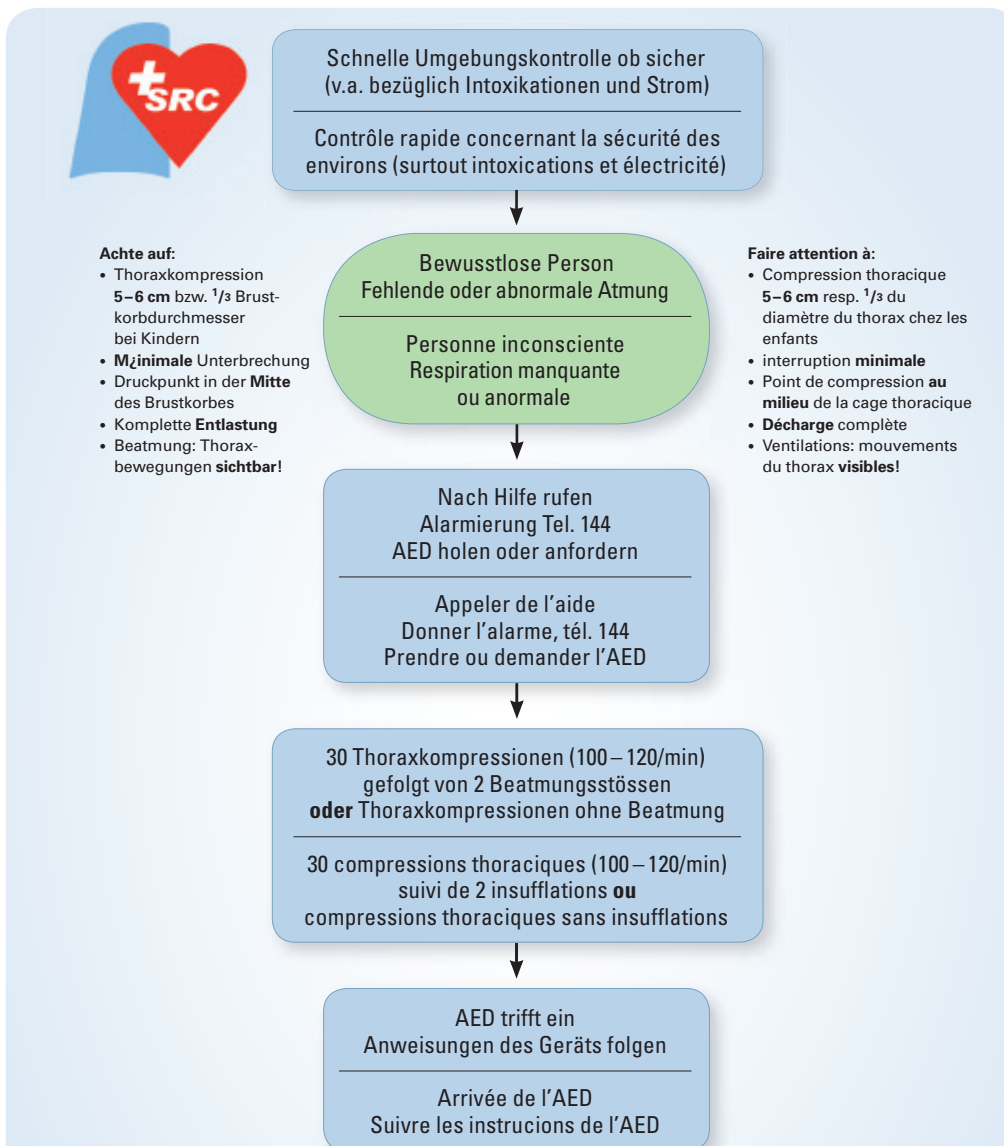 SRC
Schnelle Umgebungskontrolle ob sicher
(v.a. bezüglich Intoxikationen und Strom)
Contrôle rapide concernant la sécurité des
environs (surtout intoxications et électricité)
Achte auf:
• Thoraxkompression
5–6 cm bzw. 1/3 Brust-
korbdurchmesser
bei Kindern
• M¿inimale Unterbrechung
• Druckpunkt in der Mitte
des Brustkorbes
• Komplette Entlastung
• Beatmung: Thorax-
bewegungen sichtbar!
Bewusstlose Person
Fehlende oder abnormale Atmung
Personne inconsciente
Respiration manquante
ou anormale
Faire attention à:
• Compression thoracique
5–6 cm resp. 1/3 du
diamètre du thorax chez les
enfants
• interruption minimale
• Point de compression au
milieu de la cage thoracique
• Décharge complète
• Ventilations: mouvements
du thorax visibles!
Nach Hilfe rufen
Alarmierung Tel. 144
AED holen oder anfordern
Appeler de l'aide
Donner l'alarme, tél. 144
Prendre ou demander l'AED
30 Thoraxkompressionen (100–120/min)
gefolgt von 2 Beatmungsstössen
oder Thoraxkompressionen ohne Beatmung
30 compressions thoraciques (100–120/min)
suivi de 2 insufflations ou
compressions thoraciques sans insufflations
AED trifft ein
Anweisungen des Geräts folgen
Arrivée de l'AED
Suivre les instrucions de l'AED